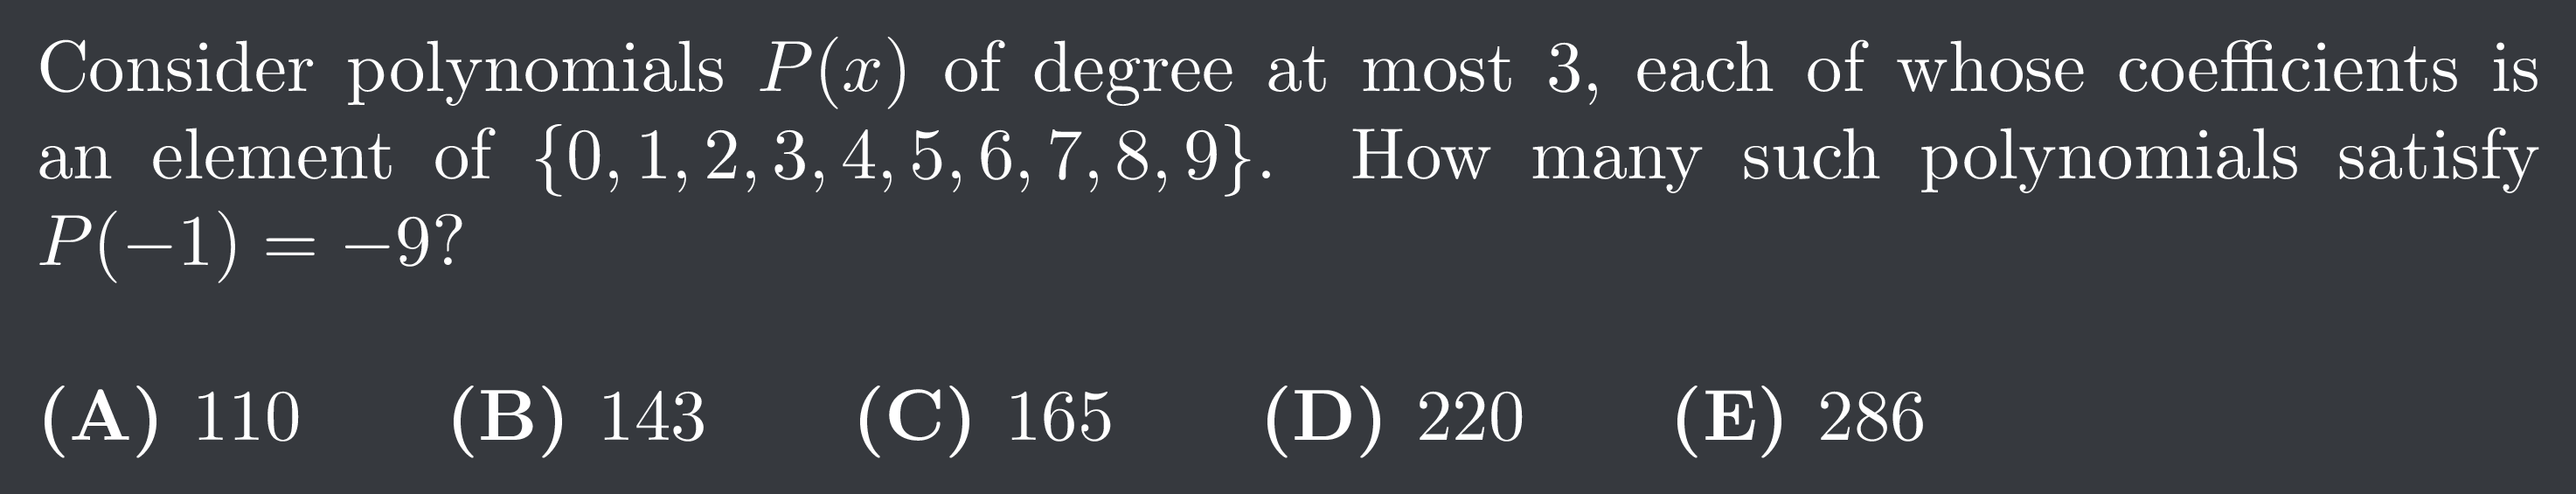 Consider polynomials P(x) of degree at most 3, each of whose coefficients is
an element of {0, 1, 2, 3, 4, 5, 6, 7, 8, 9}. How many such polynomials satisfy
P(−1) = −9?
(A) 110 (B) 143 (C) 165 (D) 220 (E) 286